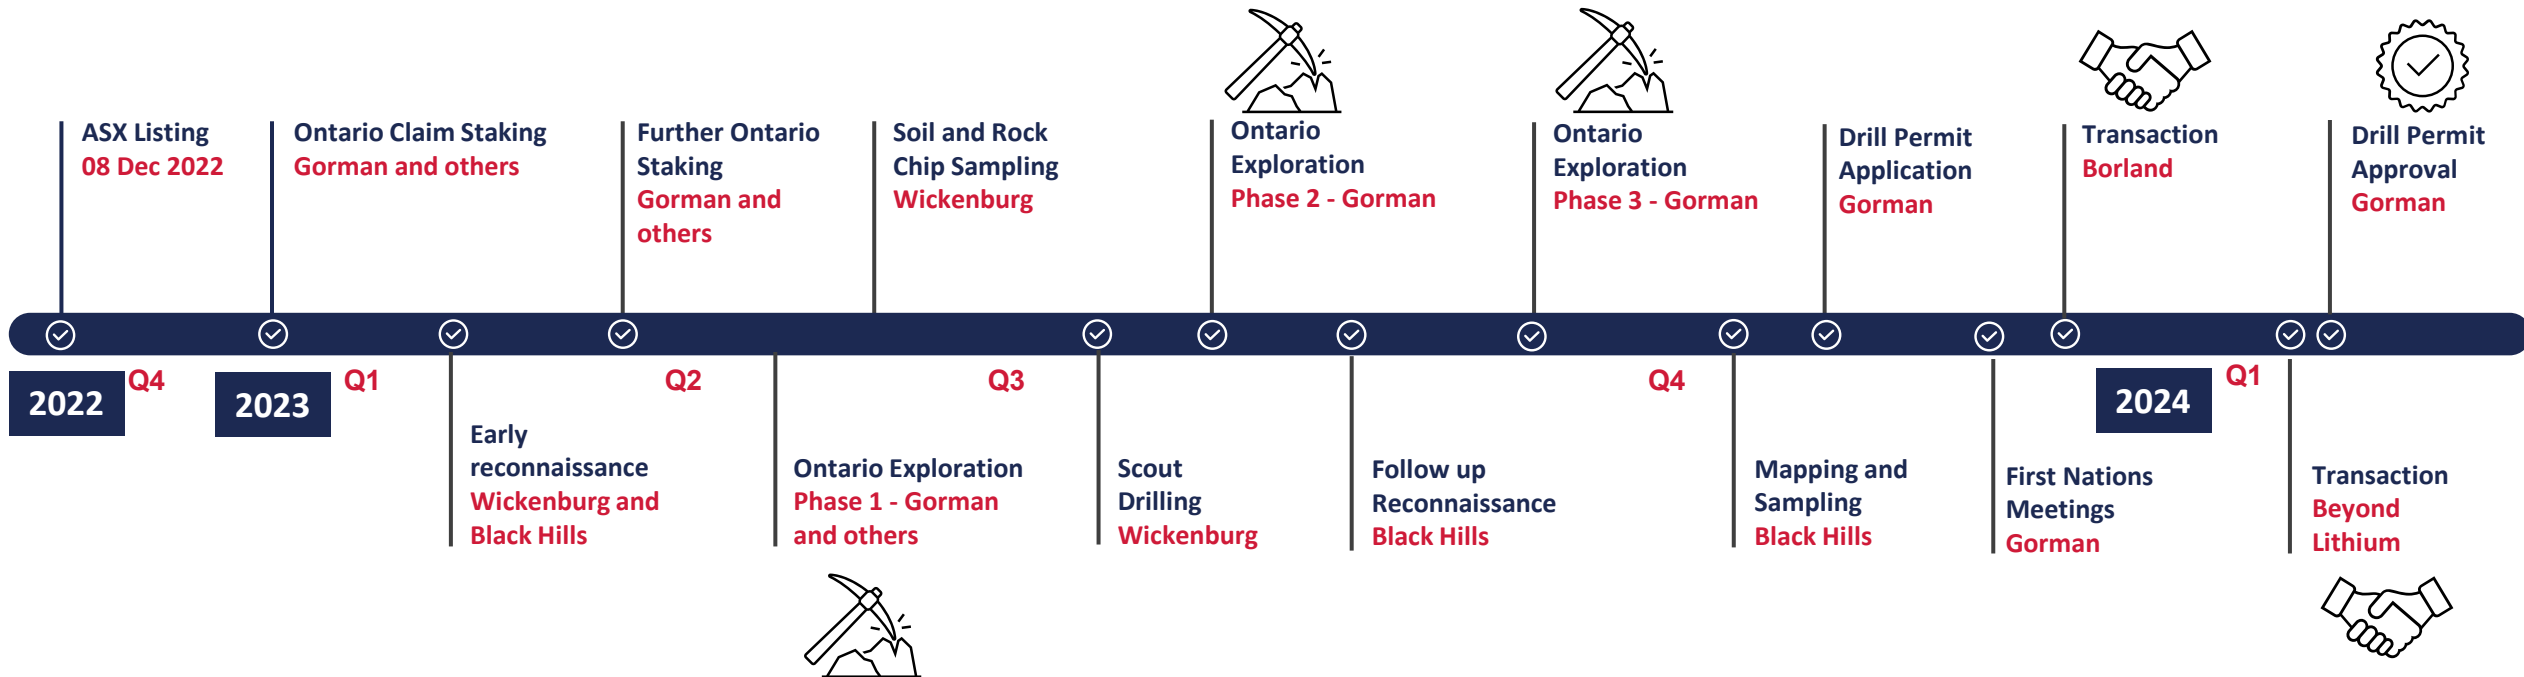 ASX Listing
08 Dec 2022
Ontario Claim Staking
Gorman and others
Further Ontario
Staking
Gorman and
others
Soil and Rock
Chip Sampling
Wickenburg
Ontario
Exploration
Phase 2 - Gorman
Ontario
Exploration
Phase 3 - Gorman
Drill Permit
Application
Gorman
Transaction
Borland
Drill Permit
Approval
Gorman
2022
Q4
2023
Q1
Q2
Q3
Q4
2024
Q1
Early
reconnaissance
Wickenburg and
Black Hills
Ontario Exploration
Phase 1 - Gorman
and others
Scout
Drilling
Wickenburg
Follow up
Reconnaissance
Black Hills
Mapping and
Sampling
Black Hills
First Nations
Meetings
Gorman
Transaction
Beyond
Lithium